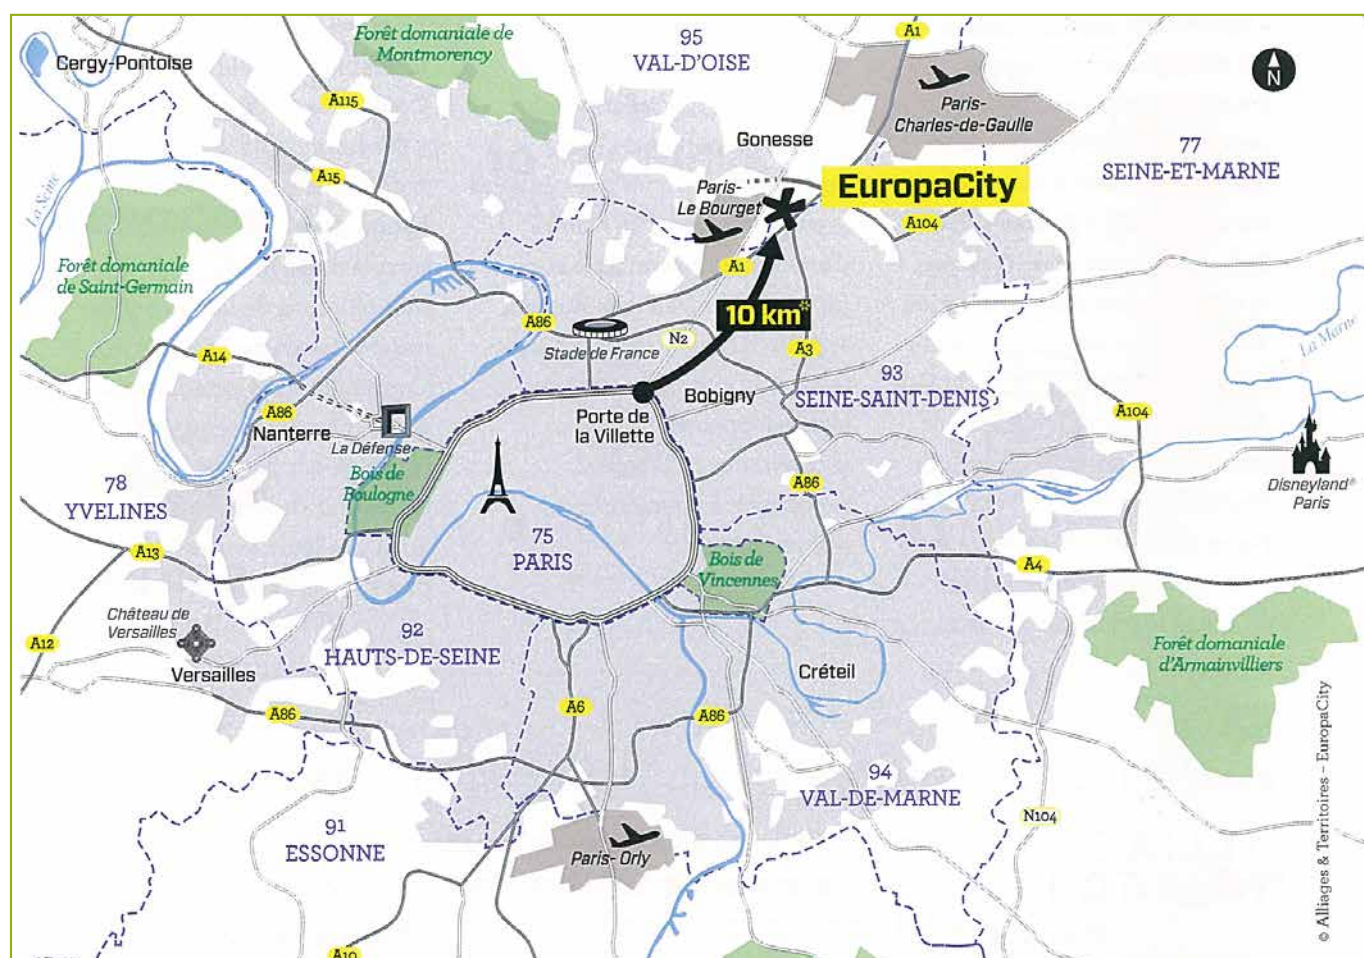 A1
Forêt domaniale de
Montmorency
95
VAL-D'OISE
Cergy-Pontoise
N
A115
Paris-
Charles-de-Gaulle
Gonesse
77
SEINE-ET-MARNE
A15
Paris-
Le Bourget
EuropaCity
La Seine
A104
Forêt domaniale
de Saint-Germain
A1
10 km*
A86
Stade de France
N2
La Marne
A14
A3
93
SEINE-SAINT-DENIS
Bobigny
A86
Nanterre
Porte de
la Villette
A104
La Défense
Bois de
Boulogne
78
YVELINES
A86
Disneyland®
Paris
75
PARIS
A13
Bois de
Vincennes
A4
Château de
Versailles
A12
92
HAUTS-DE-SEINE
Versailles
Créteil
Forêt domaniale
d'Armainvilliers
A86
A6
A86
94
VAL-DE-MARNE
91
ESSONNE
N104
Paris-Orly
A10
© Alliages & Territoires – EuropaCity